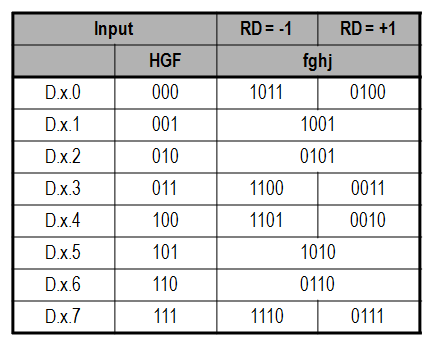 Input RD = -1 RD = +1
HGF fghj
D.x.0 000 1011 0100
D.x.1 001 1001
D.x.2 010 0101
D.x.3 011 1100 0011
D.x.4 100 1101 0010
D.x.5 101 1010
D.x.6 110 0110
D.x.7 111 1110 0111